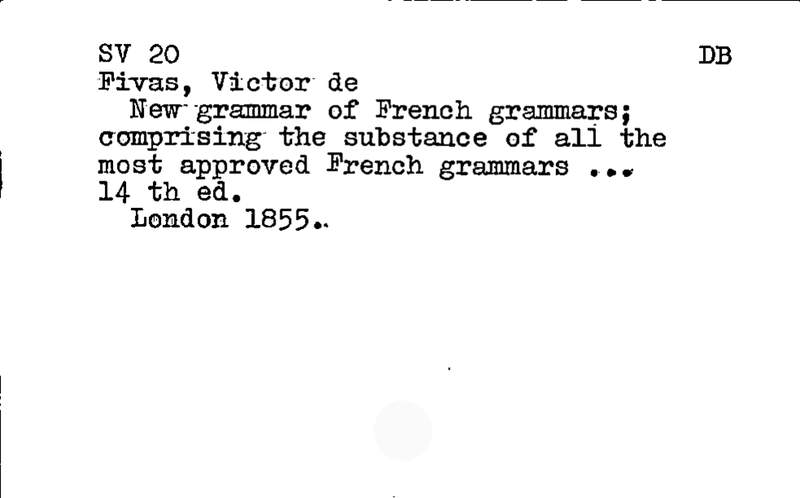 SV 20 DB
Fivas, Victor de
New grammar of French grammars;
comprising the substance of all the
most approved French grammars ...
14 th ed.
London 1855.